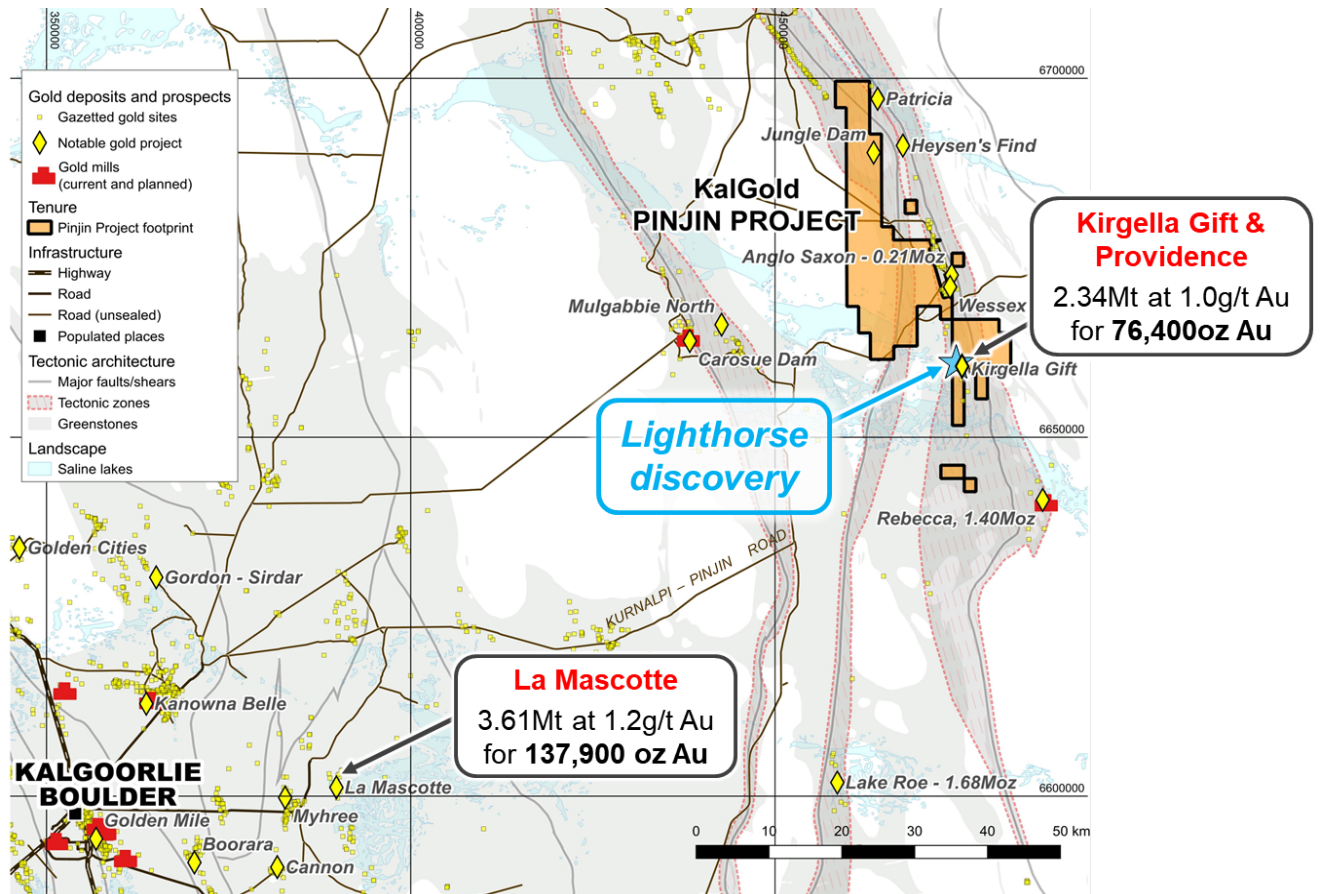 350000
400000
450000
6700000
6650000
6600000
Gold deposits and prospects
Gazetted gold sites
Notable gold project
Gold mills
(current and planned)
Tenure
Pinjin Project footprint
Infrastructure
Highway
Road
Road (unsealed)
Populated places
Tectonic architecture
Major faults/shears
Tectonic zones
Greenstones
Landscape
Saline lakes
Patricia
Jungle Dam
Heysen's Find
KalGold
PINJIN PROJECT
Anglo Saxon - 0.21Moz
Wessex
Kirgella Gift &
Providence
2.34Mt at 1.0g/t Au
for 76,400oz Au
Mulgabbie North
Carosue Dam
Kirgella Gift
Lighthorse
discovery
Rebecca, 1.40Moz
Golden Cities
Gordon - Sirdar
KURNALPI – PINJIN ROAD
La Mascotte
3.61Mt at 1.2g/t Au
for 137,900 oz Au
Kanowna Belle
KALGOORLIE
BOULDER
La Mascotte
Lake Roe - 1.68Moz
Golden Mile
Myhree
Boorara
Cannon
0 10 20 30 40 50 km